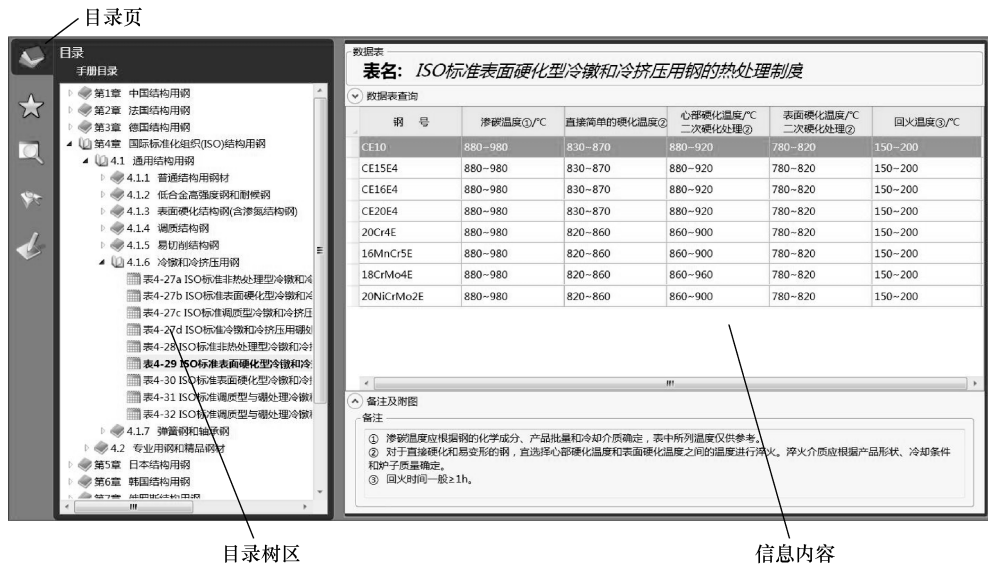 目录页
目录
手册目录
第1章 中国结构用钢
第2章 法国结构用钢
第3章 德国结构用钢
第4章 国际标准化组织(ISO)结构用钢
4.1 通用结构用钢
4.1.1 普通结构用钢材
4.1.2 低合金高强度钢和耐候钢
4.1.3 表面硬化结构钢(含渗氮结构钢)
4.1.4 调质结构钢
4.1.5 易切削结构钢
4.1.6 冷镦和冷挤压用钢
表4-27a ISO标准非热处理型冷镦和冷
表4-27b ISO标准表面硬化型冷镦和冷
表4-27c ISO标准调质型冷镦和冷挤压
表4-27d ISO标准冷镦和冷挤压用硼处
表4-28 ISO标准非热处理型冷镦和冷挤
表4-29 ISO标准表面硬化型冷镦和冷
表4-30 ISO标准表面硬化型冷镦和冷挤
表4-31 ISO标准调质型与硼处理冷镦
表4-32 ISO标准调质型与硼处理冷镦
4.1.7 弹簧钢和轴承钢
4.2 专业用钢和精品钢材
第5章 日本结构用钢
第6章 韩国结构用钢
第7章 俄罗斯结构用钢
数据表
表名: ISO标准表面硬化型冷镦和冷挤压用钢的热处理制度
数据表查询
钢 号 渗碳温度①/℃ 直接简单的硬化温度② 心部硬化温度/℃ 二次硬化处理② 表面硬化温度/℃ 二次硬化处理② 回火温度③/℃
CE10 880~980 830~870 880~920 780~820 150~200
CE15E4 880~980 830~870 880~920 780~820 150~200
CE16E4 880~980 830~870 880~920 780~820 150~200
CE20E4 880~980 830~870 880~920 780~820 150~200
20Cr4E 880~980 820~860 860~900 780~820 150~200
16MnCr5E 880~980 820~860 860~900 780~820 150~200
18CrMo4E 880~980 820~860 860~960 780~820 150~200
20NiCrMo2E 880~980 820~860 860~900 780~820 150~200
备注及附图
备注
① 渗碳温度应根据钢的化学成分、产品批量和冷却介质确定，表中所列温度仅供参考。
② 对于直接硬化和易变形的钢，宜选择心部硬化温度和表面硬化温度之间的温度进行淬火。淬火介质应根据产品形状、冷却条件
和炉子质量确定。
③ 回火时间一般≥1h。
目录树区
信息内容